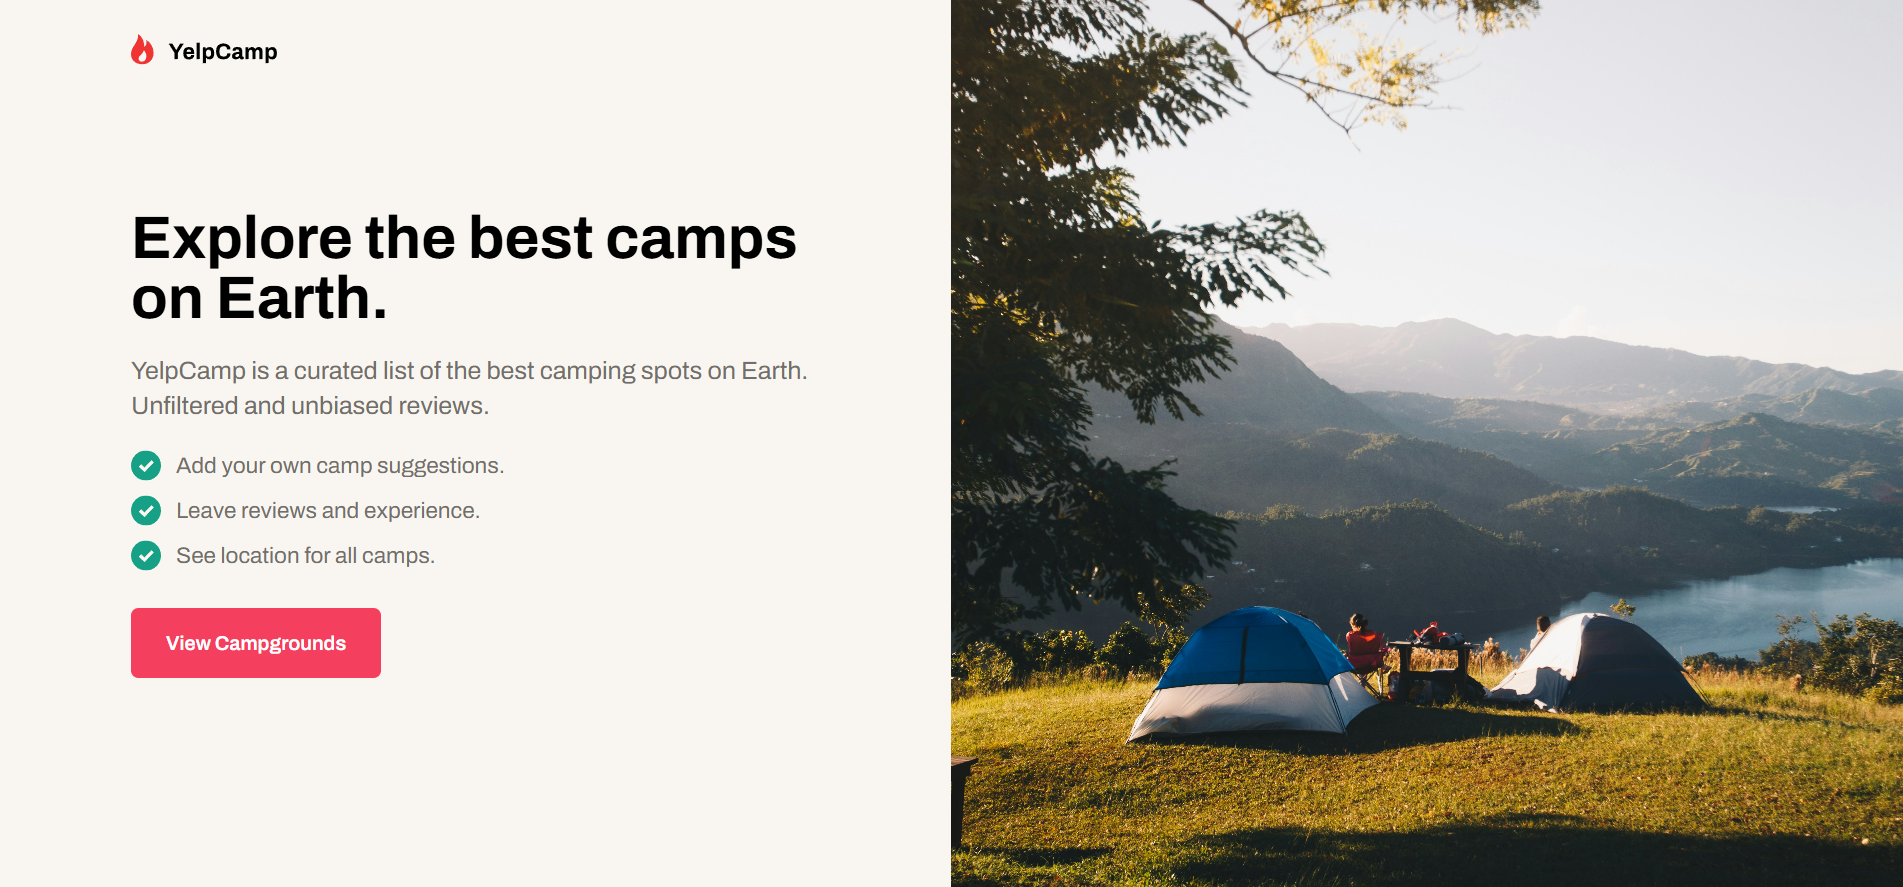 YelpCamp
Explore the best camps
on Earth.
YelpCamp is a curated list of the best camping spots on Earth.
Unfiltered and unbiased reviews.
Add your own camp suggestions.
Leave reviews and experience.
See location for all camps.
View Campgrounds